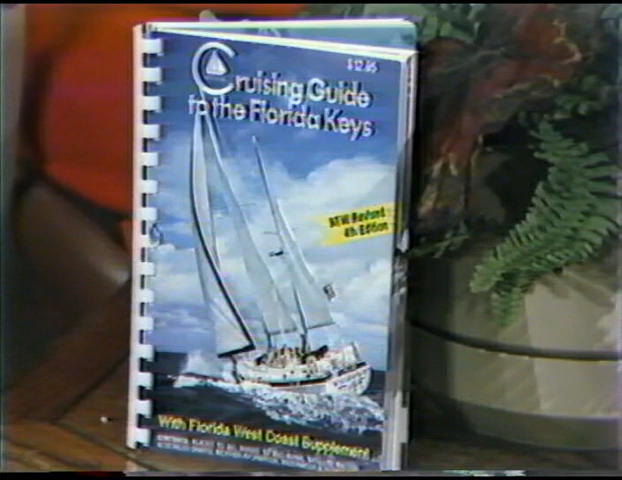 $12.95
Cruising Guide
to the Florida Keys
NEW Revised
4th Edition
With Florida West Coast Supplement